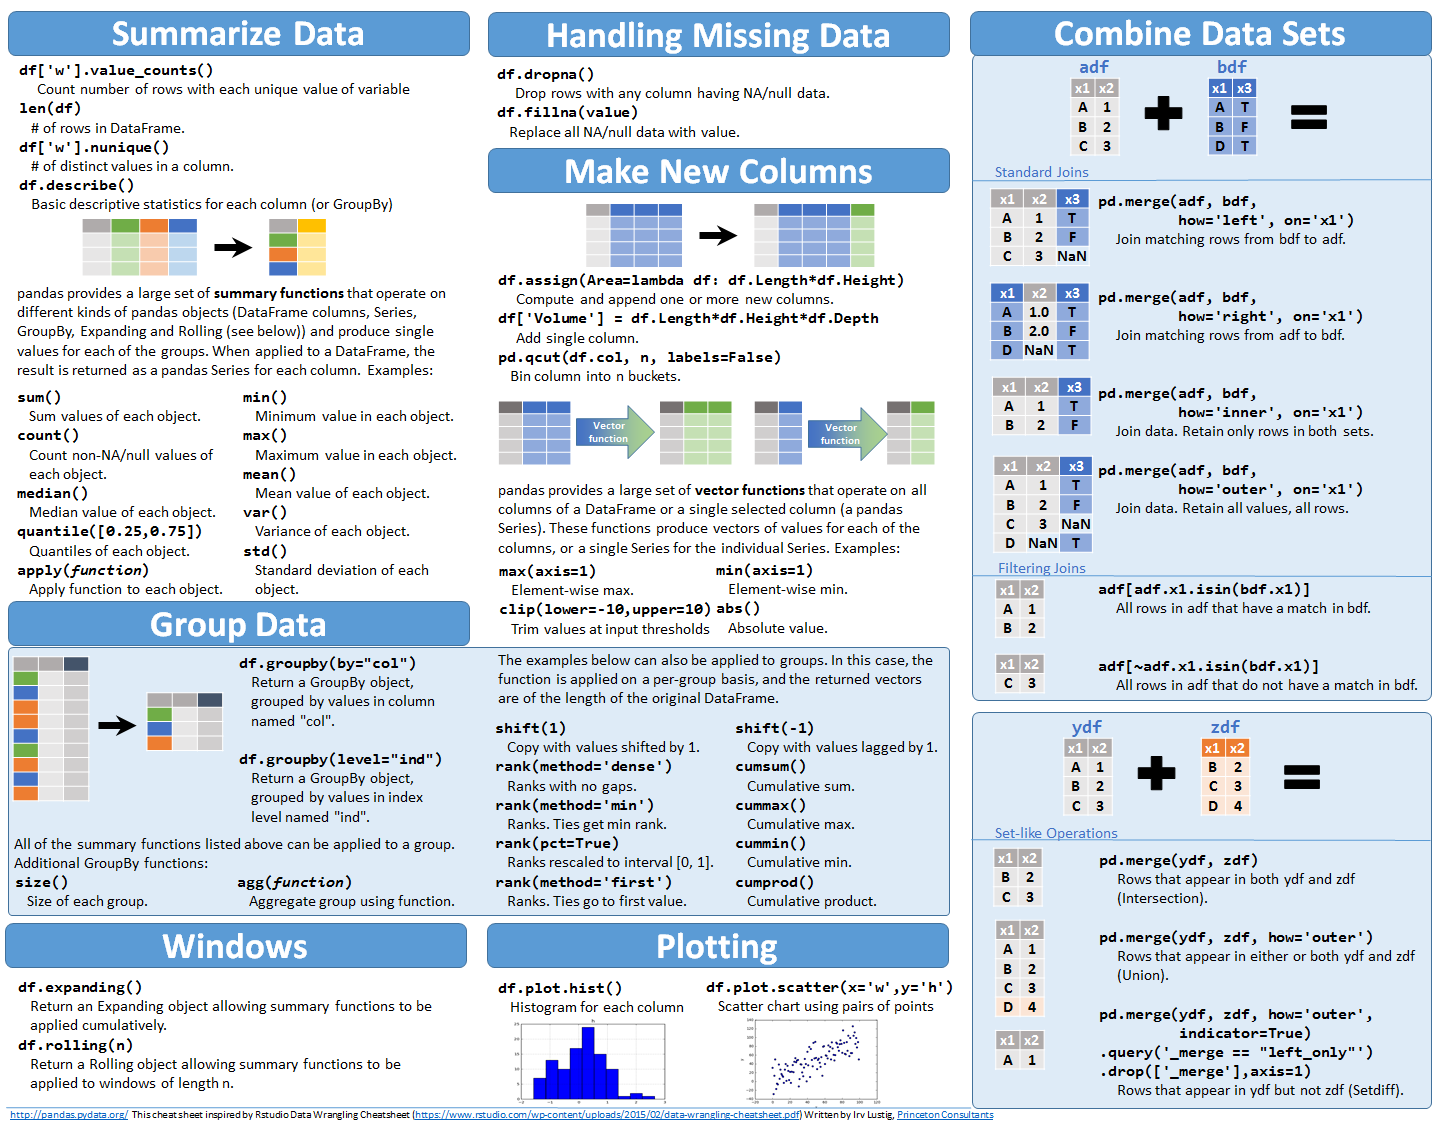 Summarize Data
df['w'].value_counts()
Count number of rows with each unique value of variable
len(df)
# of rows in DataFrame.
df['w'].nunique()
# of distinct values in a column.
df.describe()
Basic descriptive statistics for each column (or GroupBy)
pandas provides a large set of summary functions that operate on
different kinds of pandas objects (DataFrame columns, Series,
GroupBy, Expanding and Rolling (see below)) and produce single
values for each of the groups. When applied to a DataFrame, the
result is returned as a pandas Series for each column. Examples:
sum()
Sum values of each object.
count()
Count non-NA/null values of
each object.
median()
Median value of each object.
quantile([0.25,0.75])
Quantiles of each object.
apply(function)
Apply function to each object.
min()
Minimum value in each object.
max()
Maximum value in each object.
mean()
Mean value of each object.
var()
Variance of each object.
std()
Standard deviation of each
object.
Group Data
df.groupby(by="col")
Return a GroupBy object,
grouped by values in column
named "col".
df.groupby(level="ind")
Return a GroupBy object,
grouped by values in index
level named "ind".
All of the summary functions listed above can be applied to a group.
Additional GroupBy functions:
size()
Size of each group.
agg(function)
Aggregate group using function.
Windows
df.expanding()
Return an Expanding object allowing summary functions to be
applied cumulatively.
df.rolling(n)
Return a Rolling object allowing summary functions to be
applied to windows of length n.
Handling Missing Data
df.dropna()
Drop rows with any column having NA/null data.
df.fillna(value)
Replace all NA/null data with value.
Make New Columns
df.assign(Area=lambda df: df.Length*df.Height)
Compute and append one or more new columns.
df['Volume'] = df.Length*df.Height*df.Depth
Add single column.
pd.qcut(df.col, n, labels=False)
Bin column into n buckets.
Vector
function
Vector
function
pandas provides a large set of vector functions that operate on all
columns of a DataFrame or a single selected column (a pandas
Series). These functions produce vectors of values for each of the
columns, or a single Series for the individual Series. Examples:
max(axis=1)
Element-wise max.
clip(lower=-10,upper=10)
Trim values at input thresholds
min(axis=1)
Element-wise min.
abs()
Absolute value.
The examples below can also be applied to groups. In this case, the
function is applied on a per-group basis, and the returned vectors
are of the length of the original DataFrame.
shift(1)
Copy with values shifted by 1.
rank(method='dense')
Ranks with no gaps.
rank(method='min')
Ranks. Ties get min rank.
rank(pct=True)
Ranks rescaled to interval [0, 1].
rank(method='first')
Ranks. Ties go to first value.
shift(-1)
Copy with values lagged by 1.
cumsum()
Cumulative sum.
cummax()
Cumulative max.
cummin()
Cumulative min.
cumprod()
Cumulative product.
Plotting
df.plot.hist()
Histogram for each column
df.plot.scatter(x='w',y='h')
Scatter chart using pairs of points
Combine Data Sets
adf
x1 x2
A 1
B 2
C 3
bdf
x1 x3
A T
B F
D T
Standard Joins
x1 x2 x3
A 1 T
B 2 F
C 3 NaN
pd.merge(adf, bdf,
how='left', on='x1')
Join matching rows from bdf to adf.
x1 x2 x3
A 1.0 T
B 2.0 F
D NaN T
pd.merge(adf, bdf,
how='right', on='x1')
Join matching rows from adf to bdf.
x1 x2 x3
A 1 T
B 2 F
pd.merge(adf, bdf,
how='inner', on='x1')
Join data. Retain only rows in both sets.
x1 x2 x3
A 1 T
B 2 F
C 3 NaN
D NaN T
pd.merge(adf, bdf,
how='outer', on='x1')
Join data. Retain all values, all rows.
Filtering Joins
x1 x2
A 1
B 2
adf[adf.x1.isin(bdf.x1)]
All rows in adf that have a match in bdf.
x1 x2
C 3
adf[~adf.x1.isin(bdf.x1)]
All rows in adf that do not have a match in bdf.
ydf
x1 x2
A 1
B 2
C 3
zdf
x1 x2
B 2
C 3
D 4
Set-like Operations
x1 x2
B 2
C 3
pd.merge(ydf, zdf)
Rows that appear in both ydf and zdf
(Intersection).
x1 x2
A 1
B 2
C 3
D 4
pd.merge(ydf, zdf, how='outer')
Rows that appear in either or both ydf and zdf
(Union).
x1 x2
A 1
pd.merge(ydf, zdf, how='outer',
indicator=True)
.query('_merge == "left_only"')
.drop(['_merge'],axis=1)
Rows that appear in ydf but not zdf (Setdiff).
http://pandas.pydata.org/ This cheat sheet inspired by Rstudio Data Wrangling Cheatsheet (https://www.rstudio.com/wp-content/uploads/2015/02/data-wrangling-cheatsheet.pdf) Written by Irv Lustig, Princeton Consultants